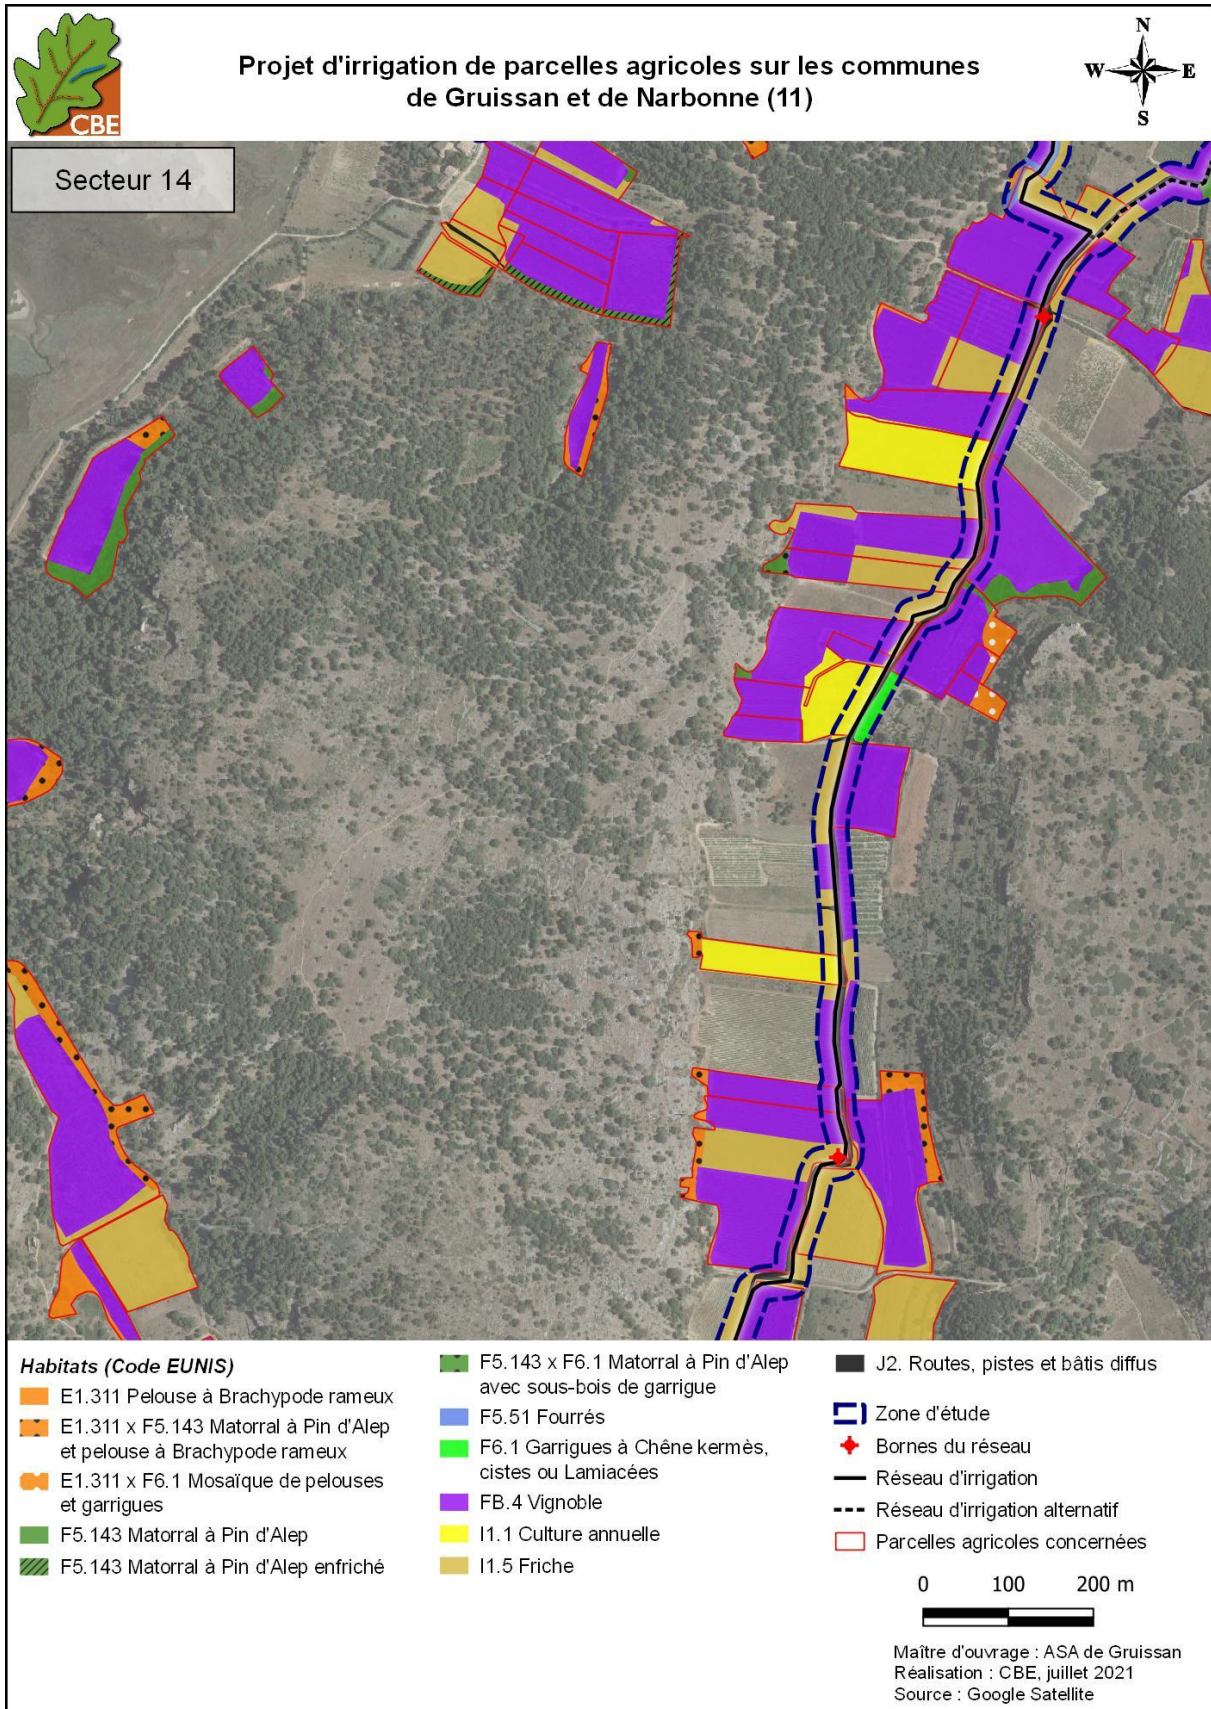 CBE
Projet d'irrigation de parcelles agricoles sur les communes
de Gruissan et de Narbonne (11)
N
W
E
S
Secteur 14
Habitats (Code EUNIS)
E1.311 Pelouse à Brachypode rameux
E1.311 x F5.143 Matorral à Pin d'Alep
et pelouse à Brachypode rameux
E1.311 x F6.1 Mosaïque de pelouses
et garrigues
F5.143 Matorral à Pin d'Alep
F5.143 Matorral à Pin d'Alep enfriché
F5.143 x F6.1 Matorral à Pin d'Alep
avec sous-bois de garrigue
F5.51 Fourrés
F6.1 Garrigues à Chêne kermès,
cistes ou Lamiacées
FB.4 Vignoble
I1.1 Culture annuelle
I1.5 Friche
J2. Routes, pistes et bâtis diffus
Zone d'étude
Bornes du réseau
Réseau d'irrigation
Réseau d'irrigation alternatif
Parcelles agricoles concernées
0 100 200 m
Maître d'ouvrage : ASA de Gruissan
Réalisation : CBE, juillet 2021
Source : Google Satellite